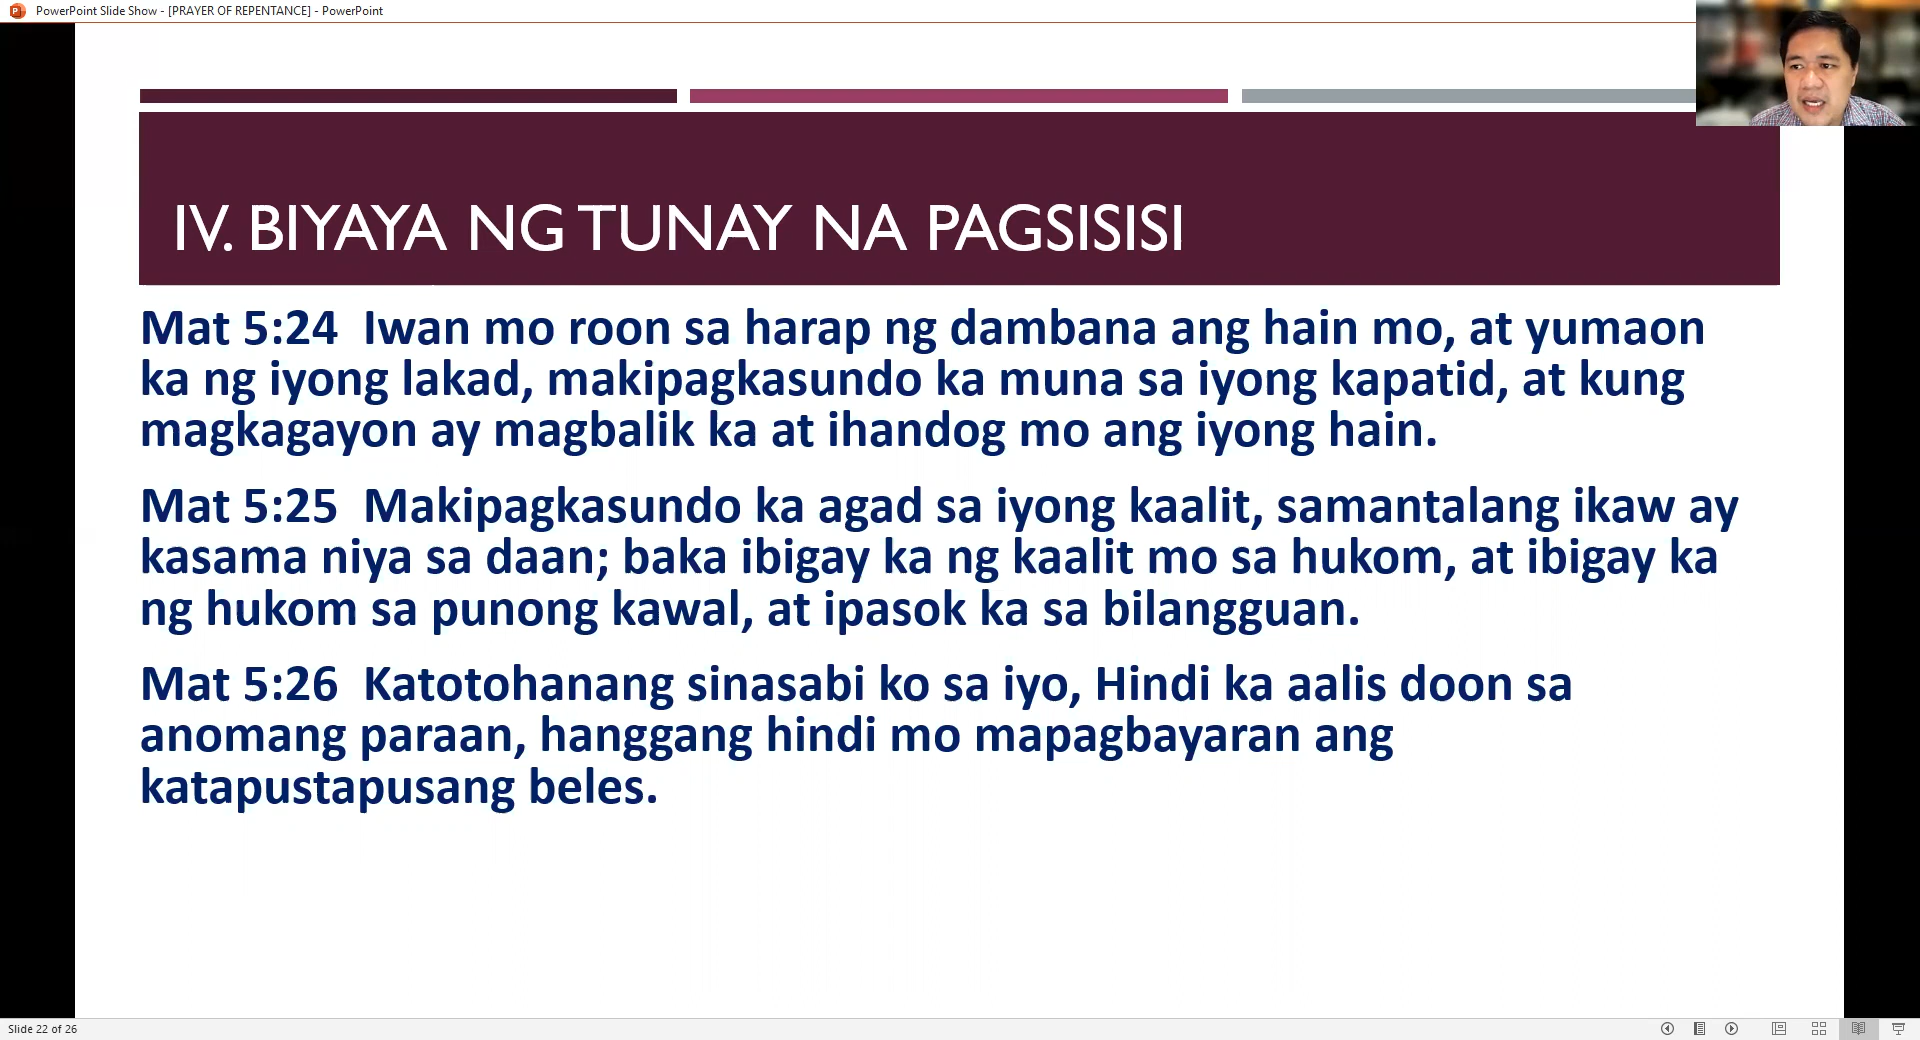 PowerPoint Slide Show - [PRAYER OF REPENTANCE] - PowerPoint
IV. BIYAYA NG TUNAY NA PAGSISISI
Mat 5:24  Iwan mo roon sa harap ng dambana ang hain mo, at yumaon
ka ng iyong lakad, makipagkasundo ka muna sa iyong kapatid, at kung
magkagayon ay magbalik ka at ihandog mo ang iyong hain.
Mat 5:25  Makipagkasundo ka agad sa iyong kaalit, samantalang ikaw ay
kasama niya sa daan; baka ibigay ka ng kaalit mo sa hukom, at ibigay ka
ng hukom sa punong kawal, at ipasok ka sa bilangguan.
Mat 5:26  Katotohanang sinasabi ko sa iyo, Hindi ka aalis doon sa
anomang paraan, hanggang hindi mo mapagbayaran ang
katapustapusang beles.
Slide 22 of 26